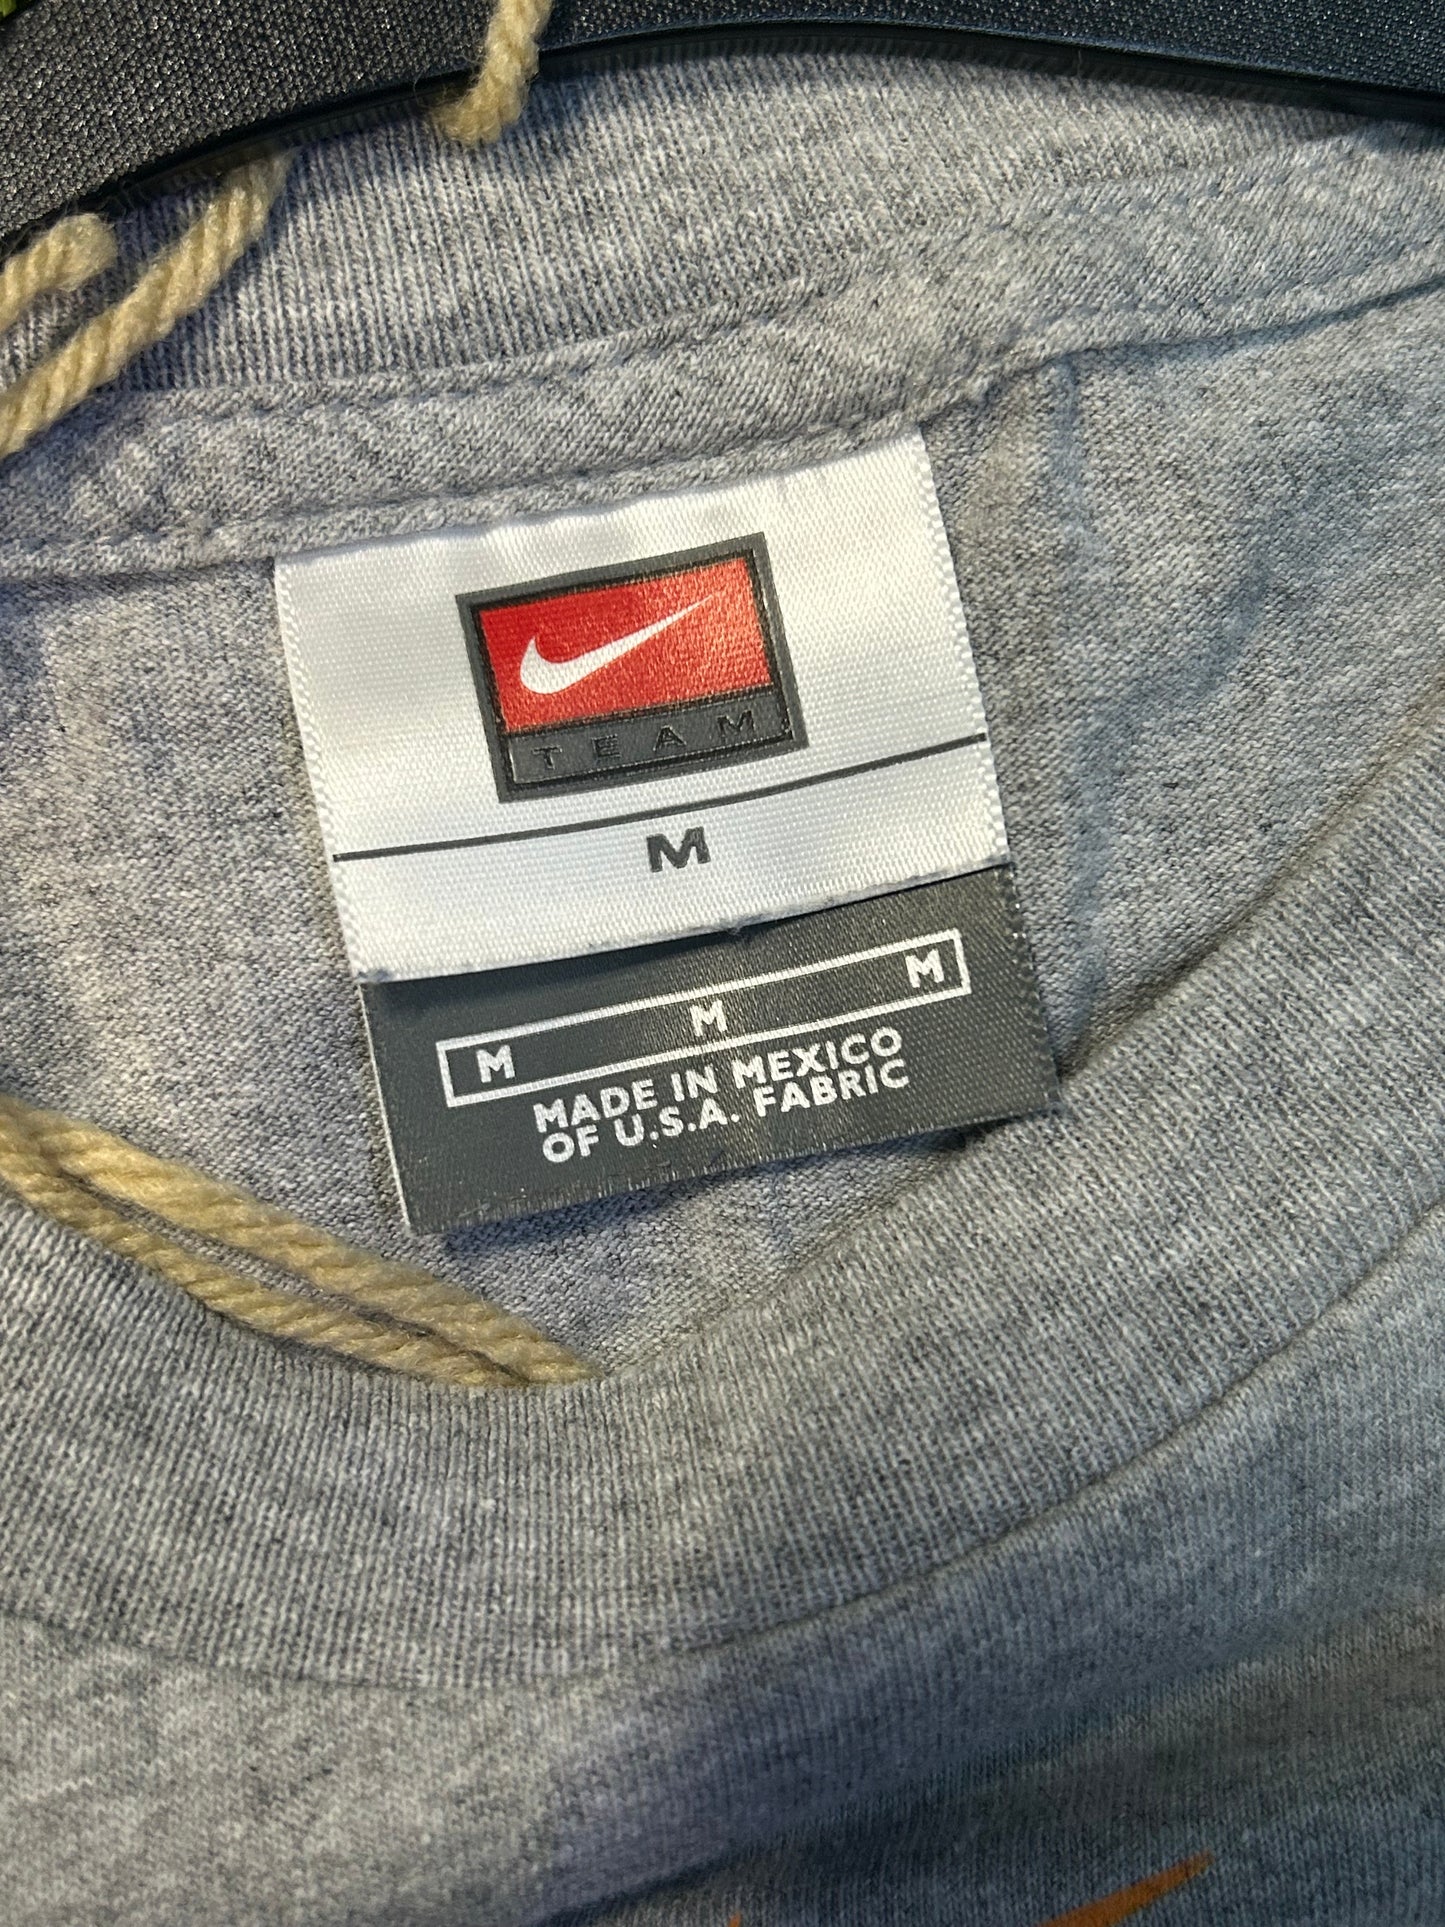 TEAM
M
M M M
MADE IN MEXICO
OF U.S.A. FABRIC